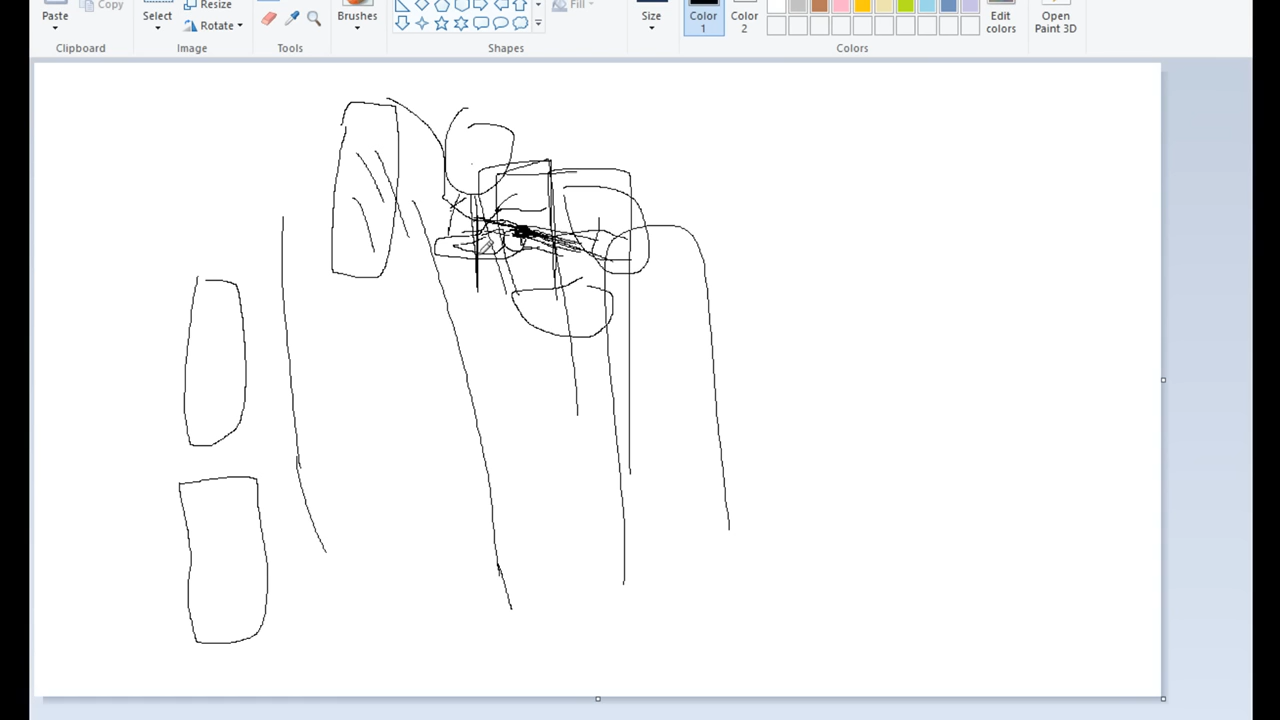 Paste
Copy
Clipboard
Select
Resize
Rotate
Image
Tools
Brushes
Shapes
Fill
Size
Color
1
Color
2
Colors
Edit
colors
Open
Paint 3D